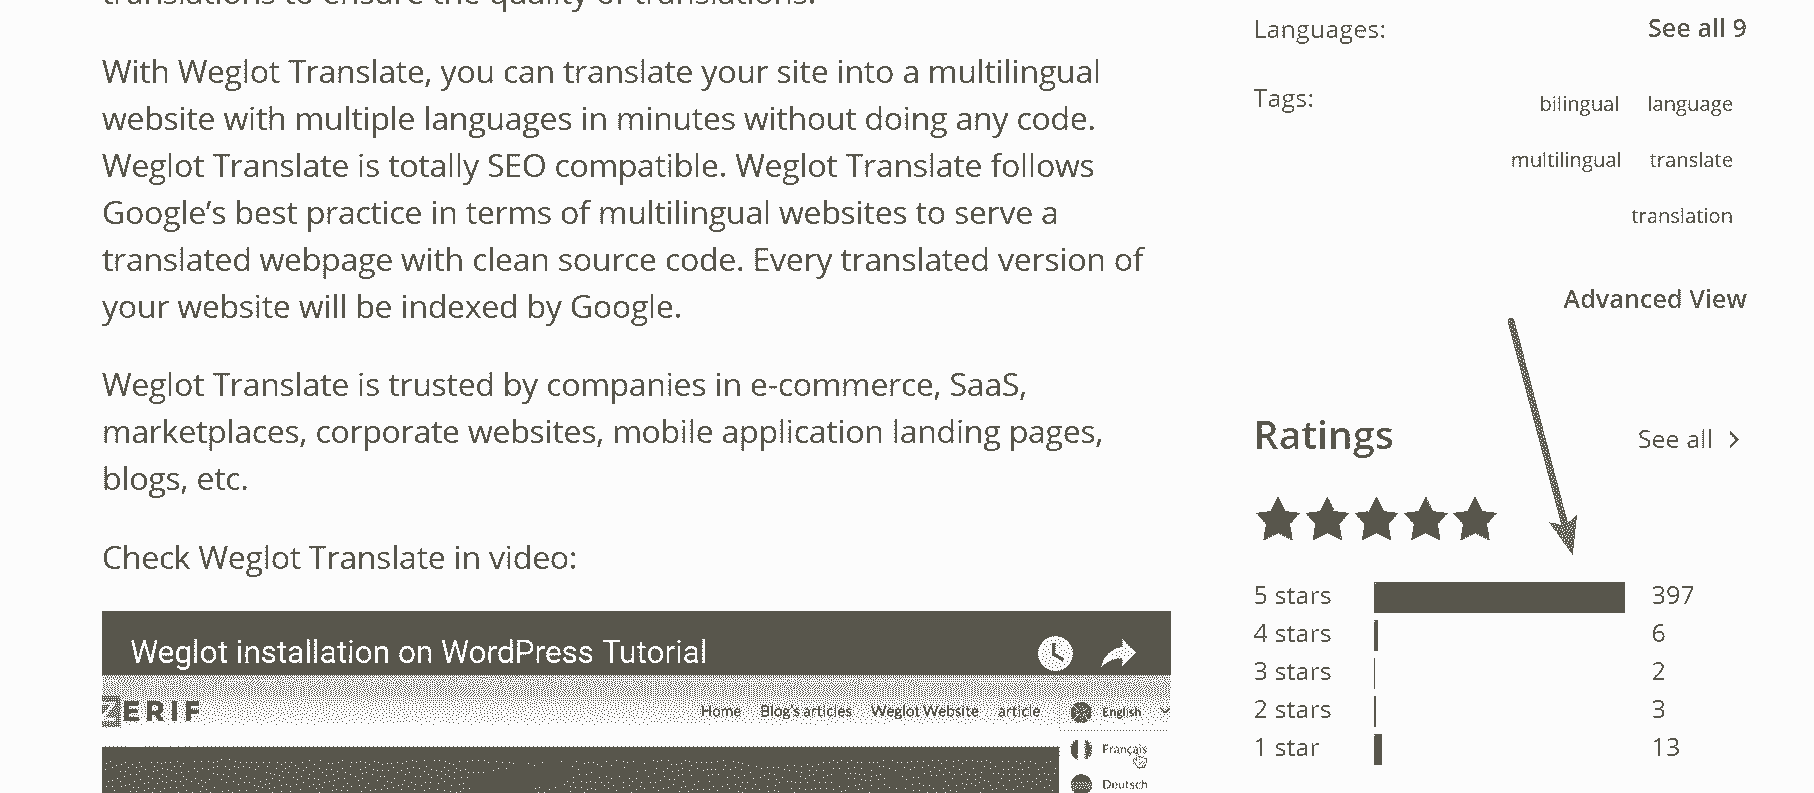 translations to ensure the quality of translations.
With Weglot Translate, you can translate your site into a multilingual
website with multiple languages in minutes without doing any code.
Weglot Translate is totally SEO compatible. Weglot Translate follows
Google’s best practice in terms of multilingual websites to serve a
translated webpage with clean source code. Every translated version of
your website will be indexed by Google.
Weglot Translate is trusted by companies in e-commerce, SaaS,
marketplaces, corporate websites, mobile application landing pages,
blogs, etc.
Check Weglot Translate in video:
Weglot installation on WordPress Tutorial
ZERIF
Home Blog's articles Weglot Website article English
Français
Deutsch
Languages: See all 9
Tags: bilingual language
multilingual translate
translation
Advanced View
Ratings See all
5 stars 397
4 stars 6
3 stars 2
2 stars 3
1 star 13